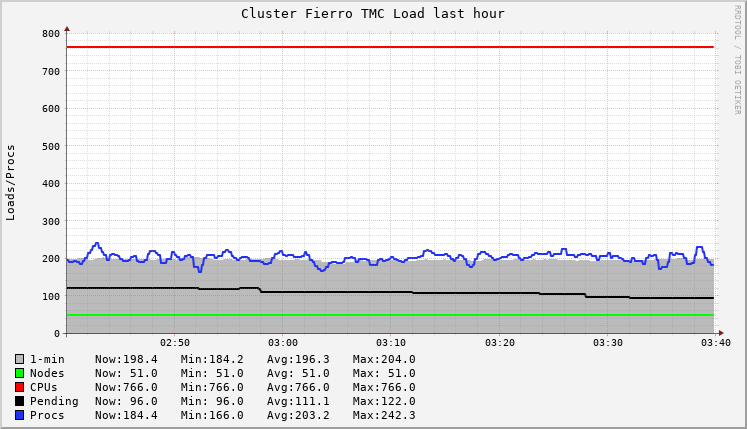 Cluster Fierro TMC Load last hour
RRDTOOL / TOBI OETIKER
Loads/Procs
800
700
600
500
400
300
200
100
0
02:50 03:00 03:10 03:20 03:30 03:40
1-min Now:198.4 Min:184.2 Avg:196.3 Max:204.0
Nodes Now: 51.0 Min: 51.0 Avg: 51.0 Max: 51.0
CPUs Now:766.0 Min:766.0 Avg:766.0 Max:766.0
Pending Now: 96.0 Min: 96.0 Avg:111.1 Max:122.0
Procs Now:184.4 Min:166.0 Avg:203.2 Max:242.3